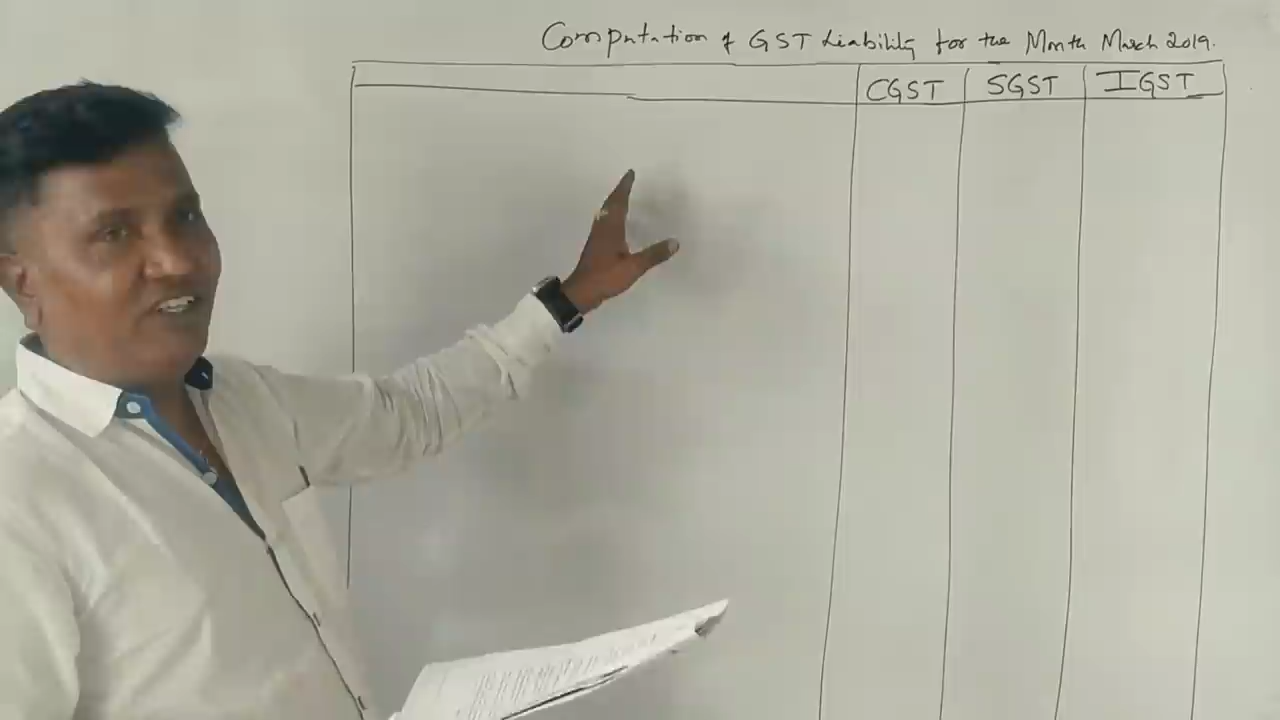 Computation of GST Liability for the Month March 2019.
CGST SGST IGST